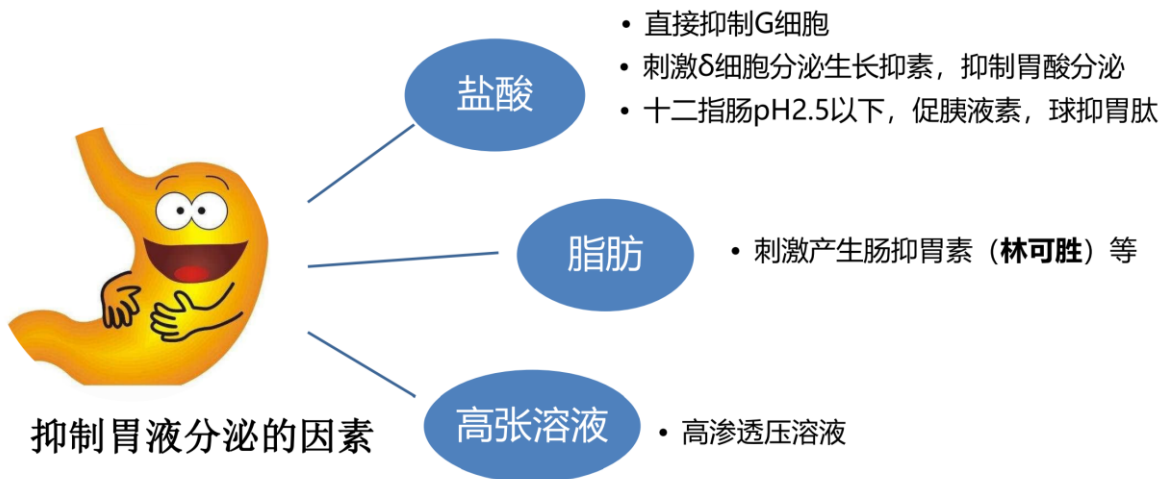 • 直接抑制G细胞
• 刺激δ细胞分泌生长抑素，抑制胃酸分泌
• 十二指肠pH2.5以下，促胰液素，球抑胃肽
盐酸
脂肪
• 刺激产生肠抑胃素（林可胜）等
高张溶液
• 高渗透压溶液
抑制胃液分泌的因素